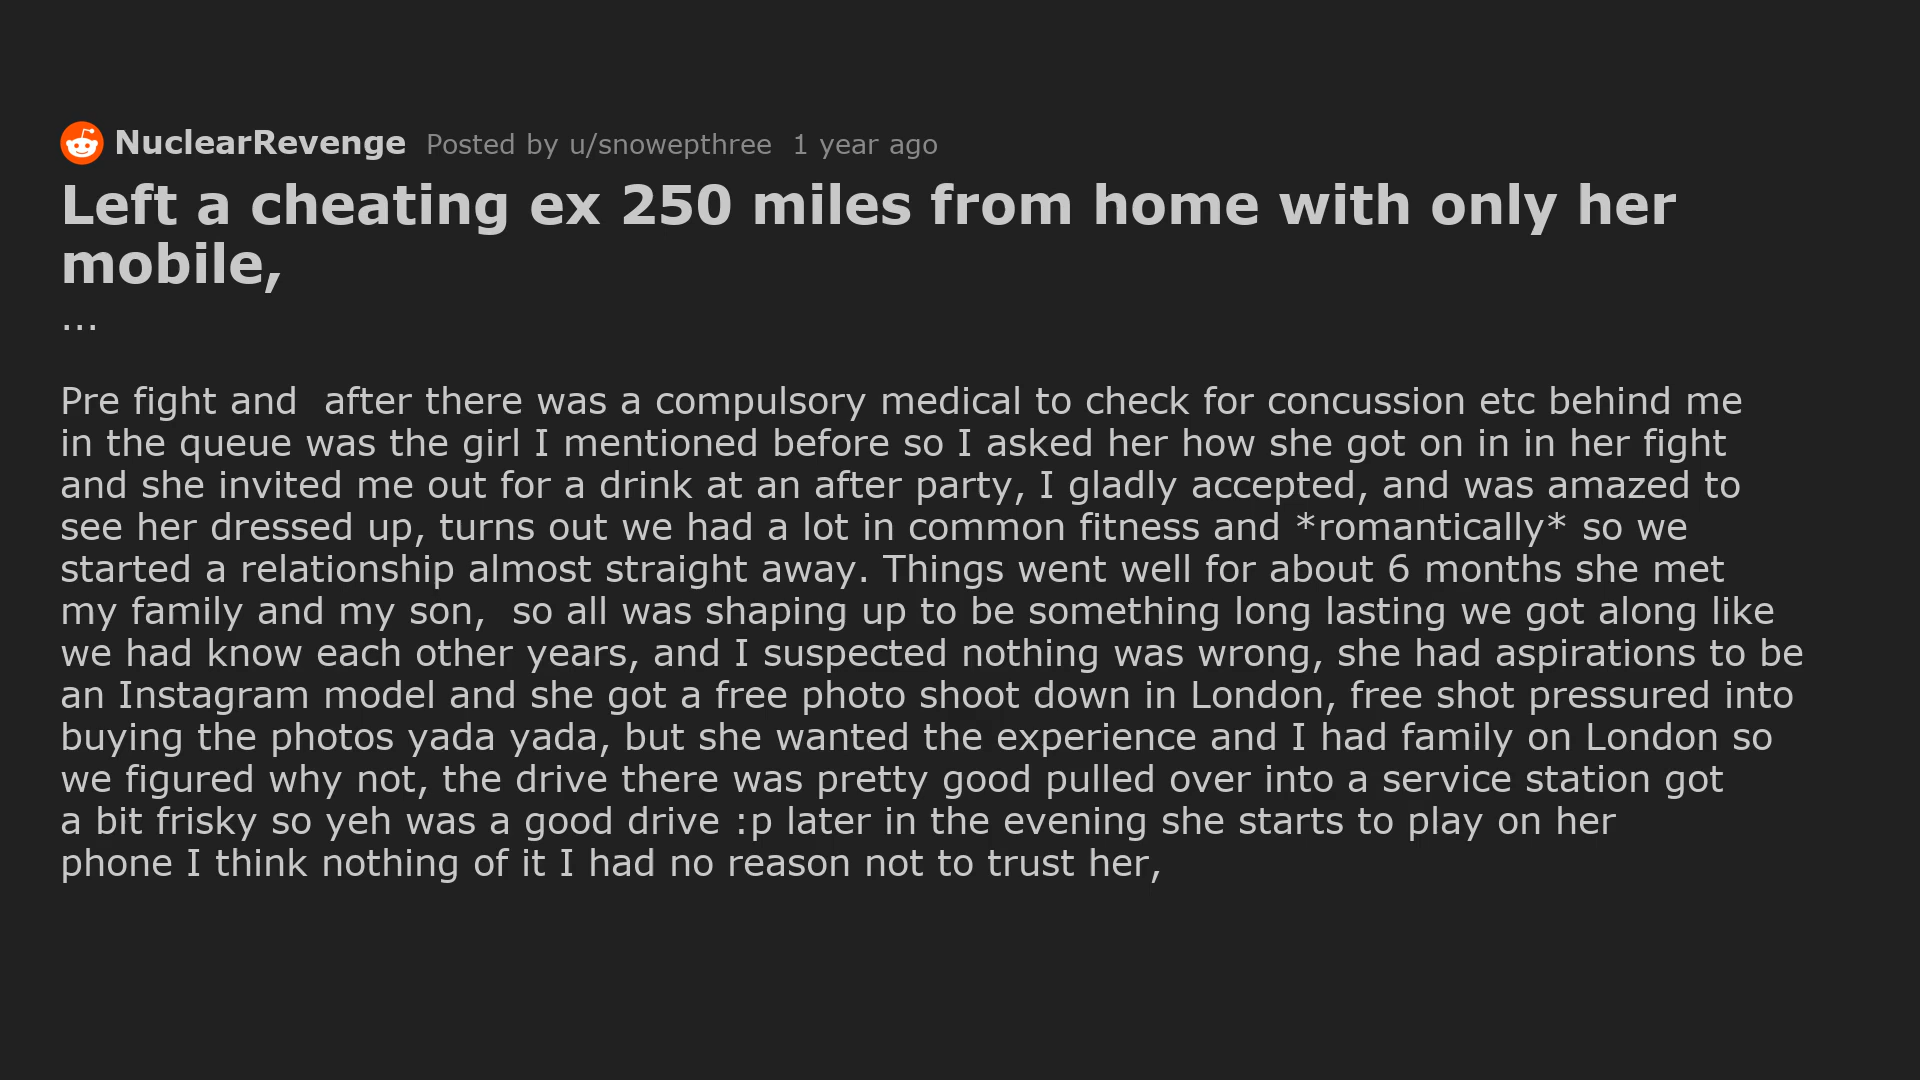 NuclearRevenge Posted by u/snowepthree 1 year ago
Left a cheating ex 250 miles from home with only her
mobile,
...
Pre fight and  after there was a compulsory medical to check for concussion etc behind me
in the queue was the girl I mentioned before so I asked her how she got on in in her fight
and she invited me out for a drink at an after party, I gladly accepted, and was amazed to
see her dressed up, turns out we had a lot in common fitness and *romantically* so we
started a relationship almost straight away. Things went well for about 6 months she met
my family and my son,  so all was shaping up to be something long lasting we got along like
we had know each other years, and I suspected nothing was wrong, she had aspirations to be
an Instagram model and she got a free photo shoot down in London, free shot pressured into
buying the photos yada yada, but she wanted the experience and I had family on London so
we figured why not, the drive there was pretty good pulled over into a service station got
a bit frisky so yeh was a good drive :p later in the evening she starts to play on her
phone I think nothing of it I had no reason not to trust her,